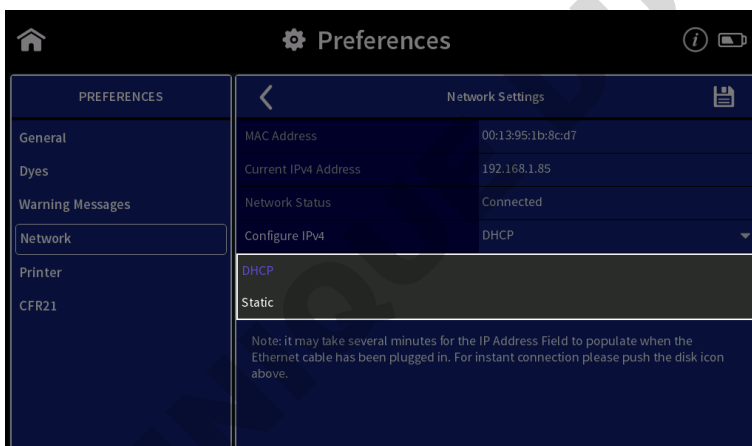 Preferences
PREFERENCES
General
Dyes
Warning Messages
Network
Printer
CFR21
Network Settings
MAC Address 00:13:95:1b:8c:d7
Current IPv4 Address 192.168.1.85
Network Status Connected
Configure IPv4 DHCP
DHCP
Static
Note: it may take several minutes for the IP Address Field to populate when the
Ethernet cable has been plugged in. For instant connection please push the disk icon
above.